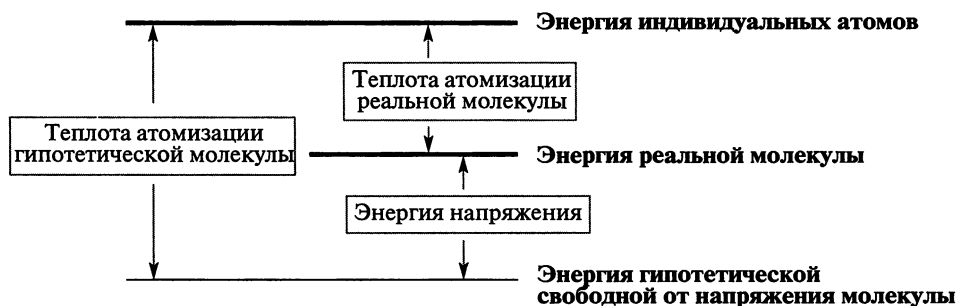 Энергия индивидуальных атомов
Теплота атомизации
реальной молекулы
Теплота атомизации
гипотетической молекулы
Энергия реальной молекулы
Энергия напряжения
Энергия гипотетической
свободной от напряжения молекулы